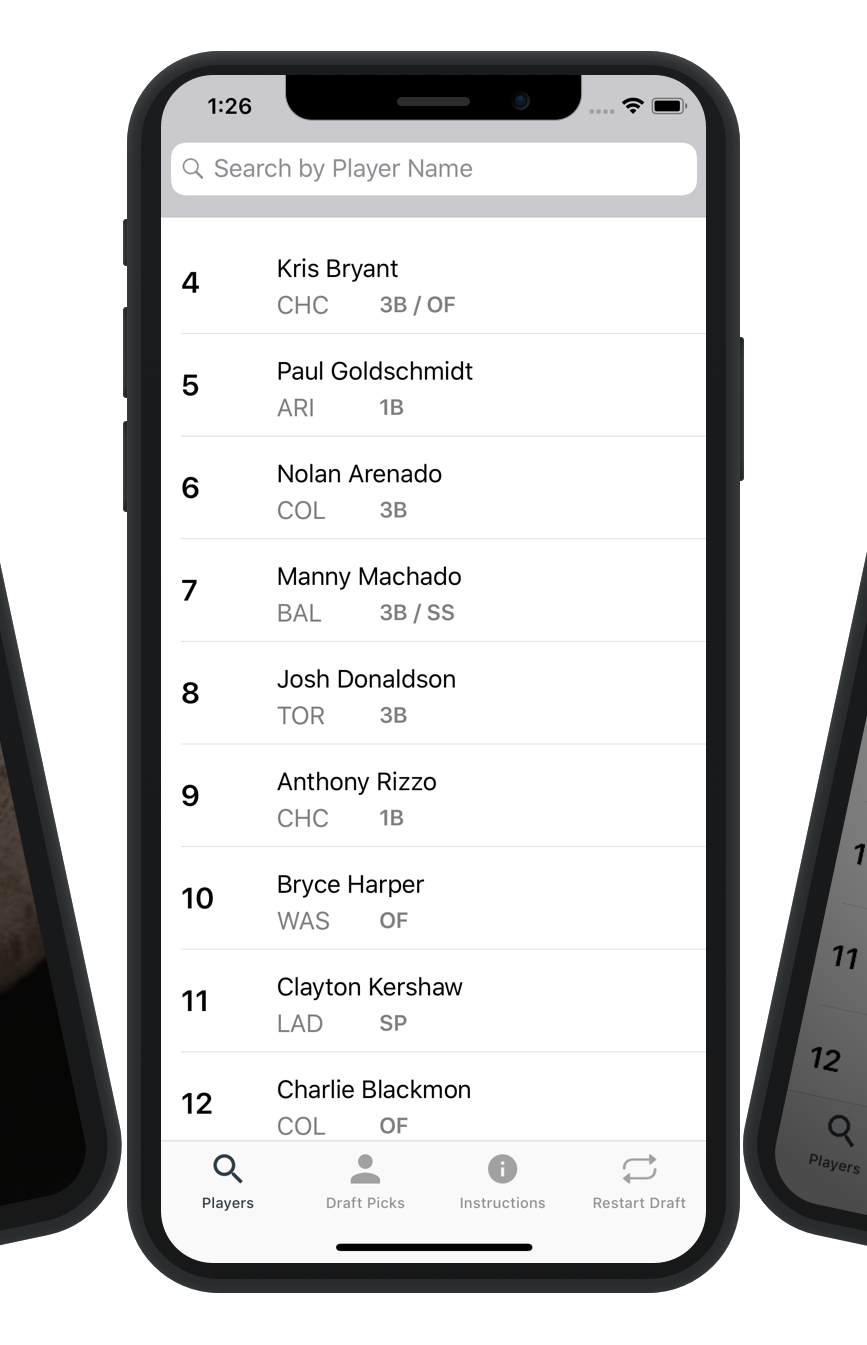 1:26
Search by Player Name
4
Kris Bryant
CHC 3B / OF
5
Paul Goldschmidt
ARI 1B
6
Nolan Arenado
COL 3B
7
Manny Machado
BAL 3B / SS
8
Josh Donaldson
TOR 3B
9
Anthony Rizzo
CHC 1B
10
Bryce Harper
WAS OF
11
Clayton Kershaw
LAD SP
12
Charlie Blackmon
COL OF
Players Draft Picks Instructions Restart Draft
11
12
Players